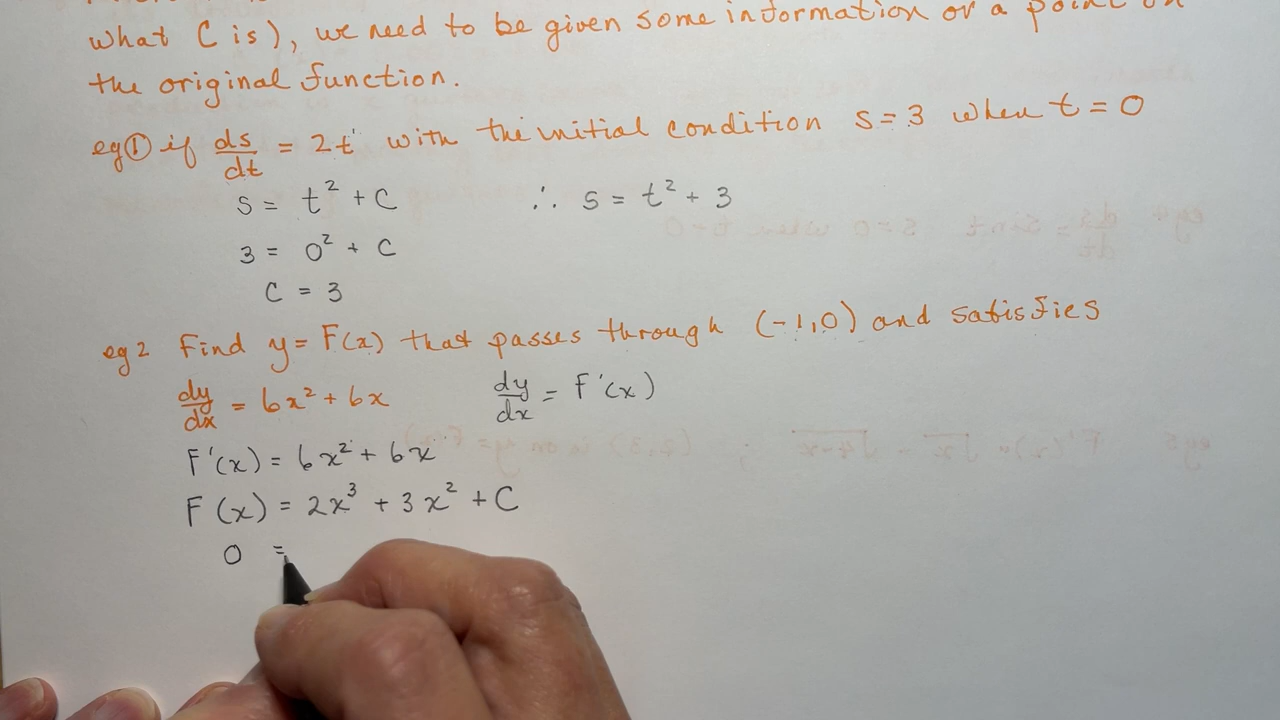 what C is), we need to be given some information or a point on
the original function.
eg① if ds/dt = 2t with the initial condition s = 3 when t = 0
s = t² + C ∴ s = t² + 3
3 = 0² + C
C = 3
eg 2 Find y = F(x) that passes through (-1,0) and satisfies
dy/dx = 6x² + 6x dy/dx = F'(x)
F'(x) = 6x² + 6x
F(x) = 2x³ + 3x² + C
0 =